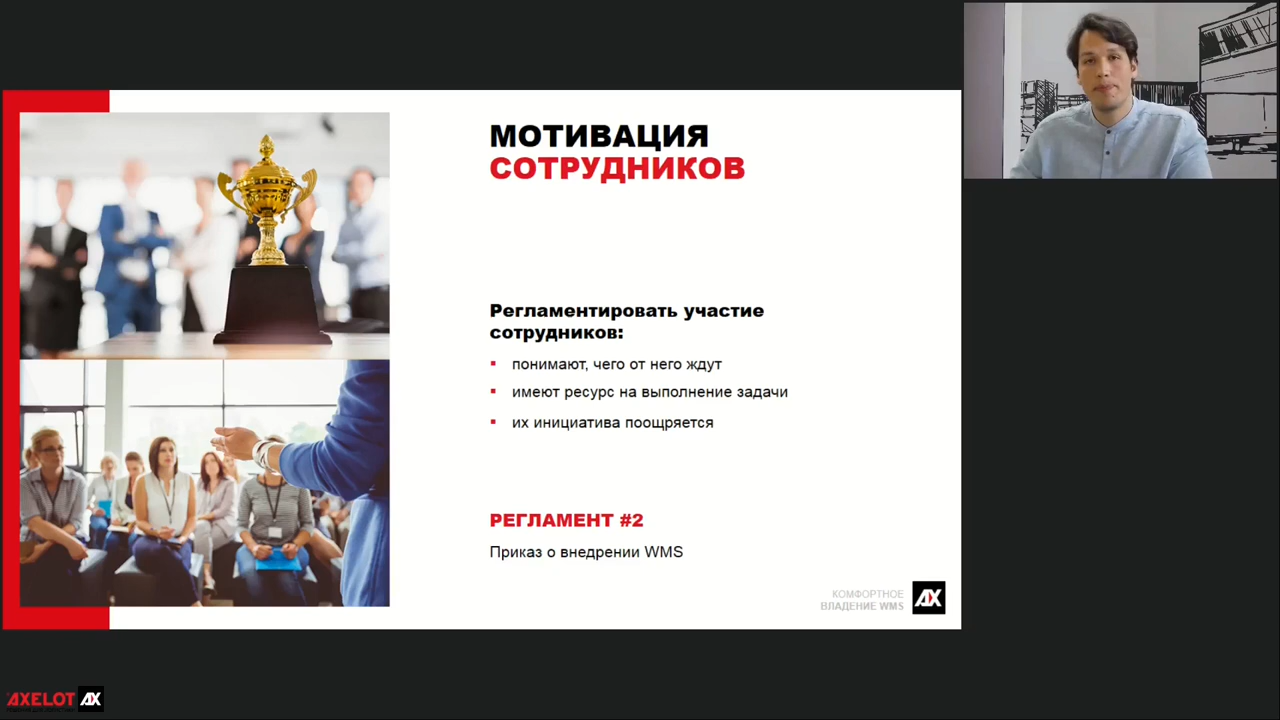 МОТИВАЦИЯ
СОТРУДНИКОВ
Регламентировать участие
сотрудников:
понимают, чего от него ждут
имеют ресурс на выполнение задачи
их инициатива поощряется
РЕГЛАМЕНТ #2
Приказ о внедрении WMS
КОМФОРТНОЕ
ВЛАДЕНИЕ WMS
AX
AXELOT AX